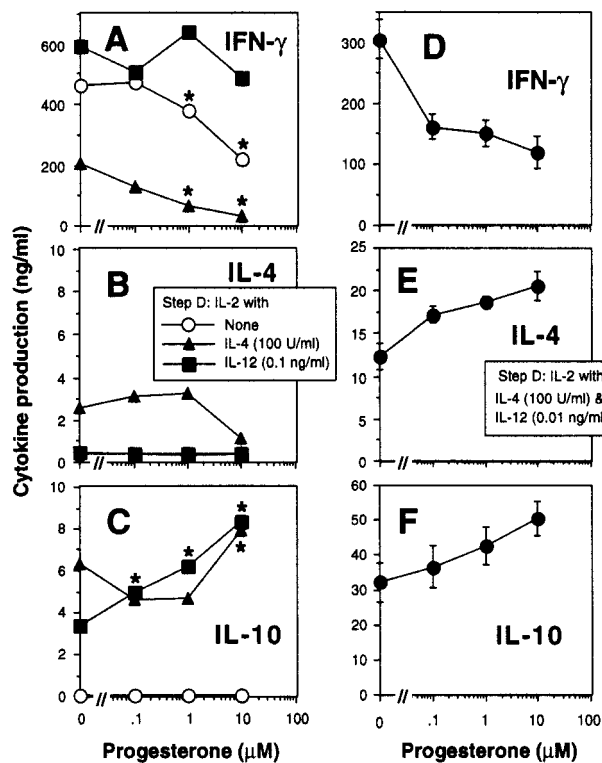 Cytokine production (ng/ml)
A
IFN-γ
600
400
200
0
*
*
*
*
B
IL-4
10
8
6
4
2
0
Step D: IL-2 with
None
IL-4 (100 U/ml)
IL-12 (0.1 ng/ml)
C
IL-10
10
8
6
4
2
0
*
*
*
*
0 .1 1 10 100
Progesterone (μM)
D
IFN-γ
300
250
200
150
100
50
0
E
IL-4
25
20
15
10
5
0
Step D: IL-2 with
IL-4 (100 U/ml) &
IL-12 (0.01 ng/ml
F
IL-10
60
50
40
30
20
10
0
0 .1 1 10 100
Progesterone (μM)